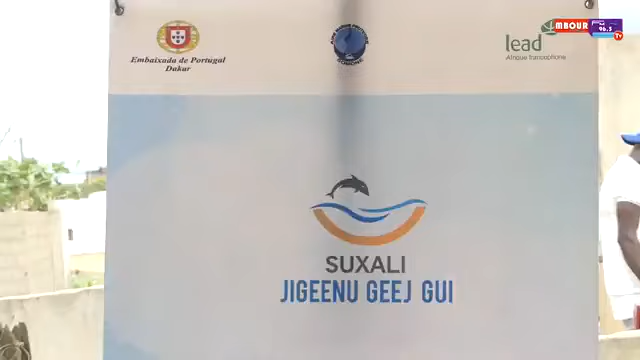 Embaixada de Portugal
Dakar
lead
Afrique francophone
MBOUR
96.5
TV
SUXALI
JIGEENU GEEJ GUI